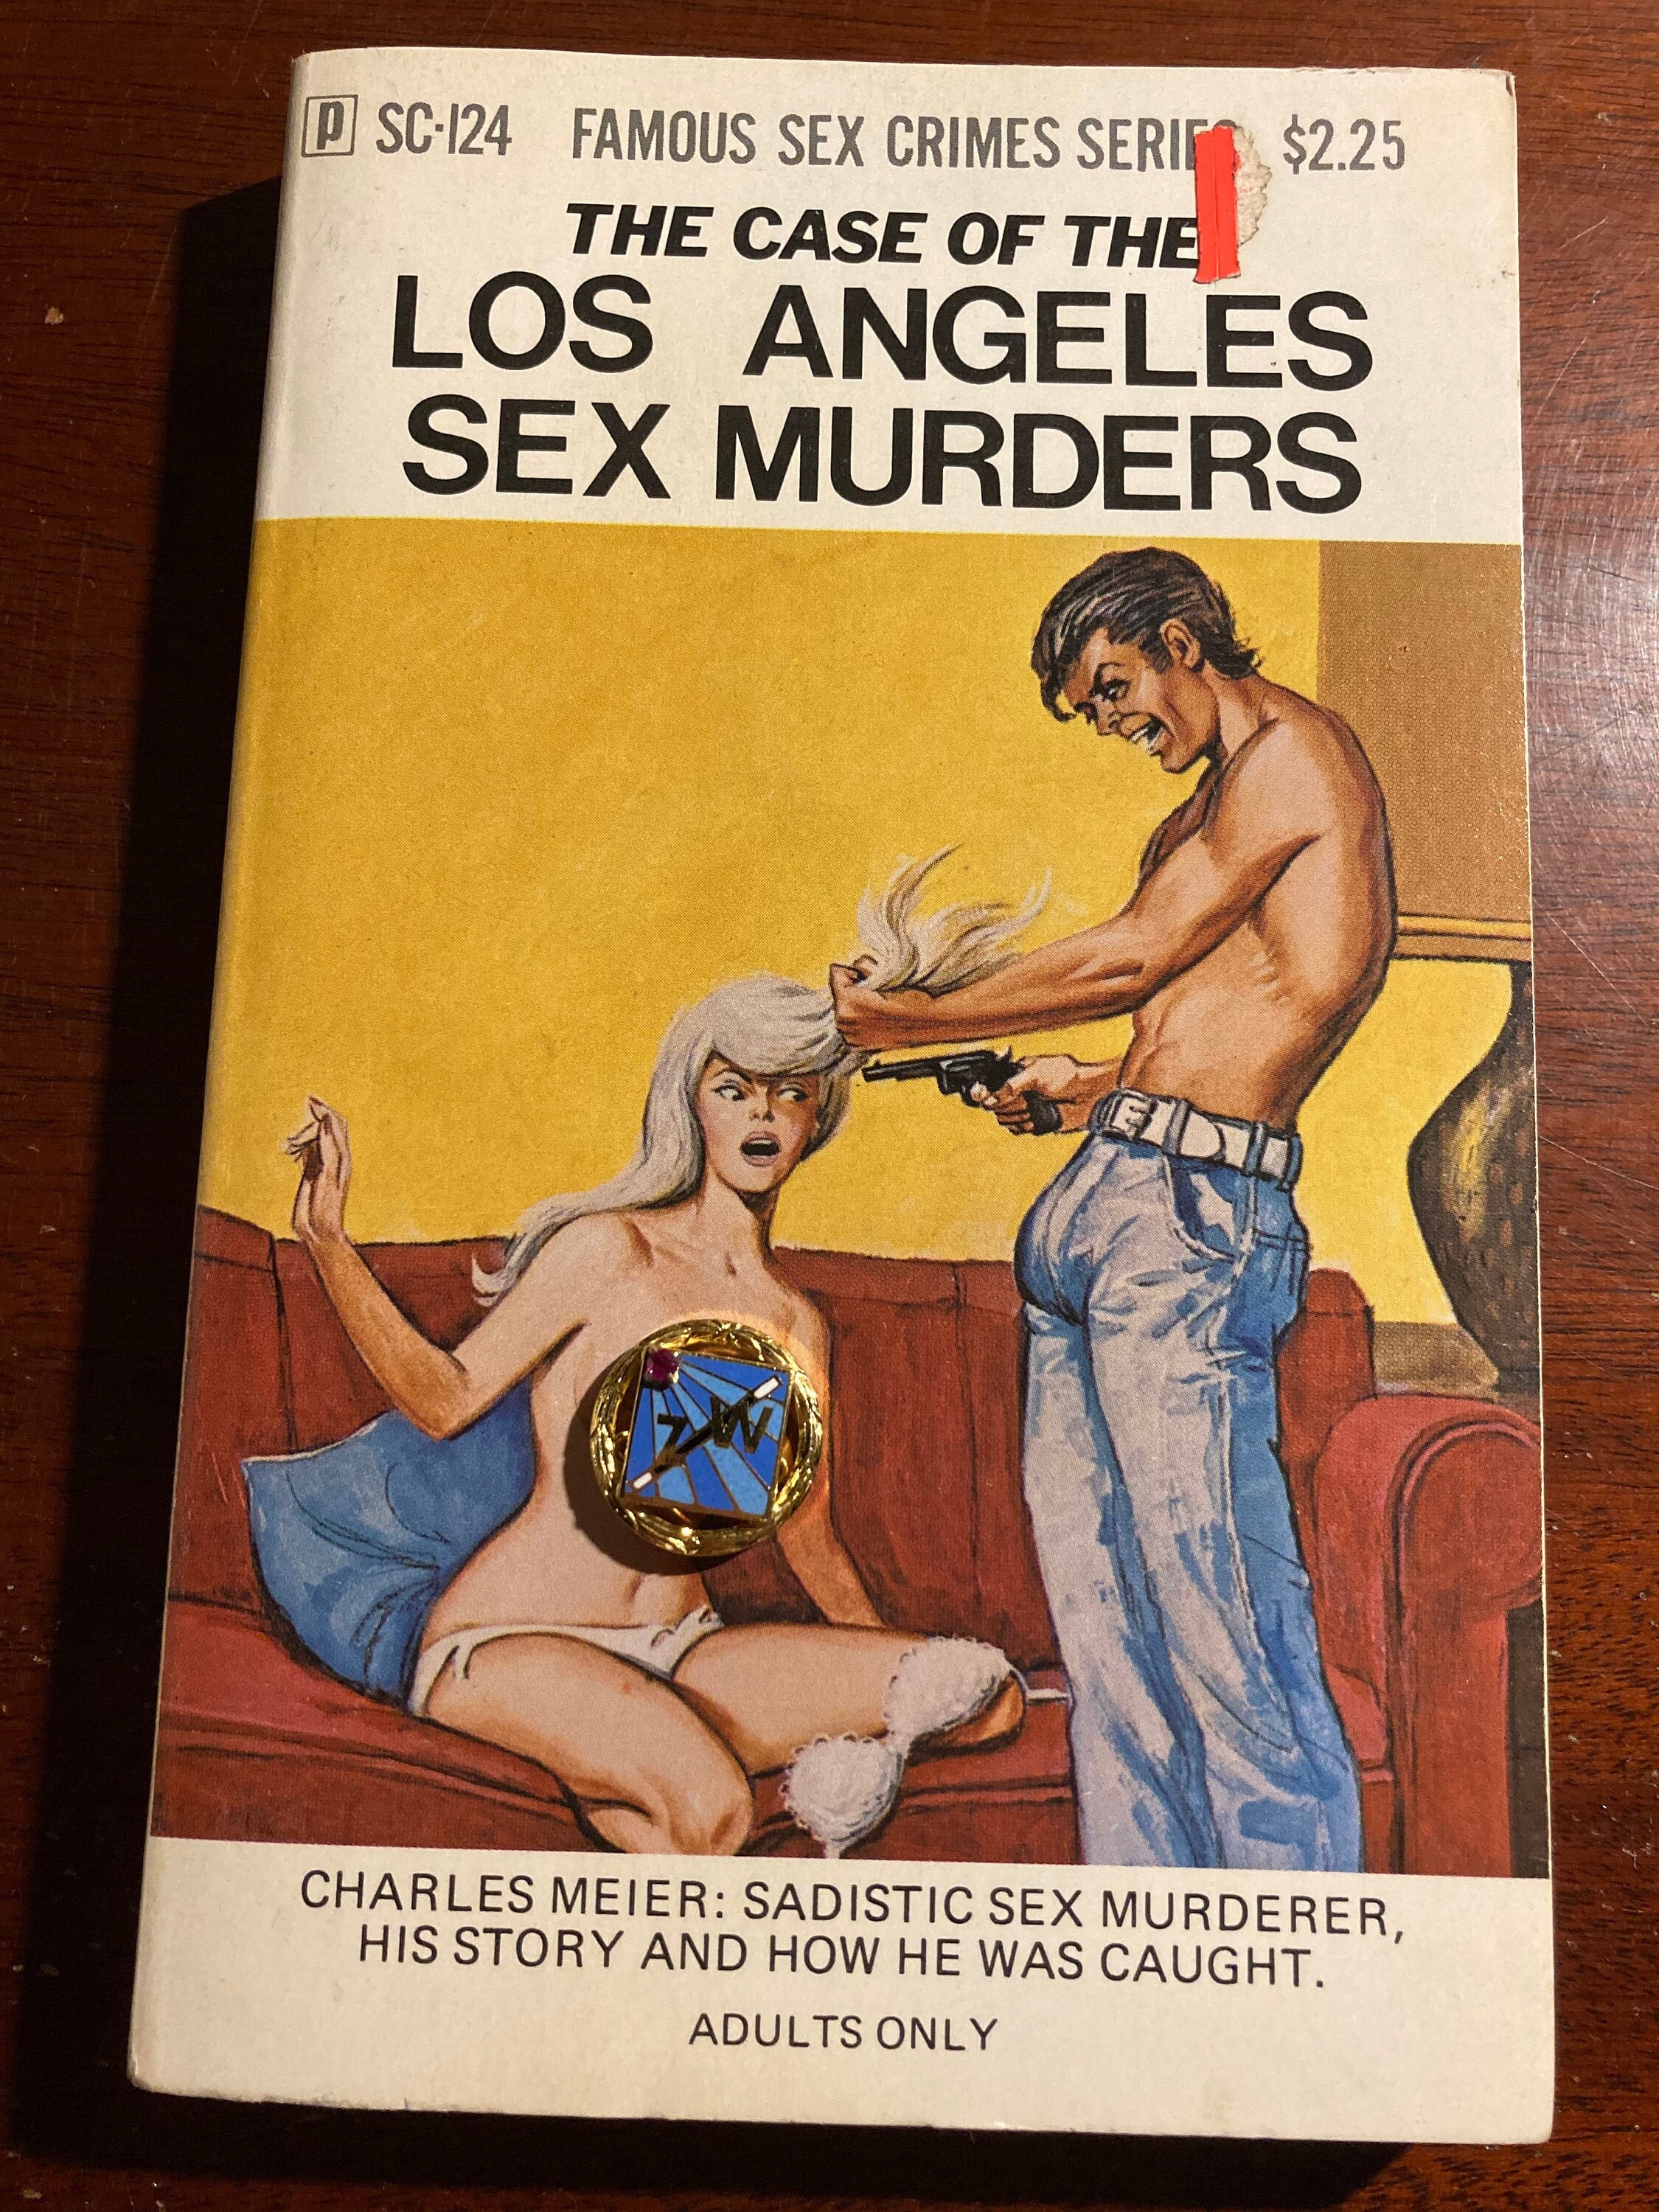 p SC-124 FAMOUS SEX CRIMES SERIES $2.25
THE CASE OF THE
LOS ANGELES
SEX MURDERS
7 W
CHARLES MEIER: SADISTIC SEX MURDERER,
HIS STORY AND HOW HE WAS CAUGHT.
ADULTS ONLY